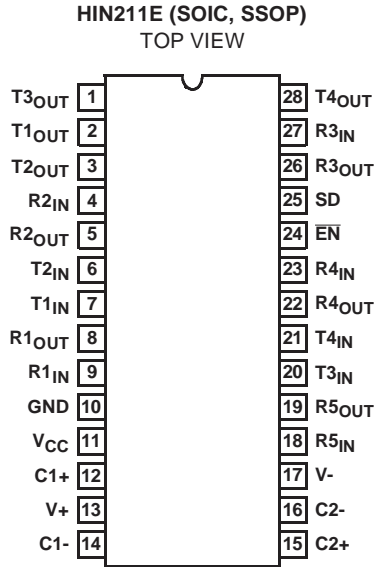 HIN211E (SOIC, SSOP)
TOP VIEW
T3OUT 1 28 T4OUT
T1OUT 2 27 R3IN
T2OUT 3 26 R3OUT
R2IN 4 25 SD
R2OUT 5 24 E̅N̅
T2IN 6 23 R4IN
T1IN 7 22 R4OUT
R1OUT 8 21 T4IN
R1IN 9 20 T3IN
GND 10 19 R5OUT
VCC 11 18 R5IN
C1+ 12 17 V-
V+ 13 16 C2-
C1- 14 15 C2+